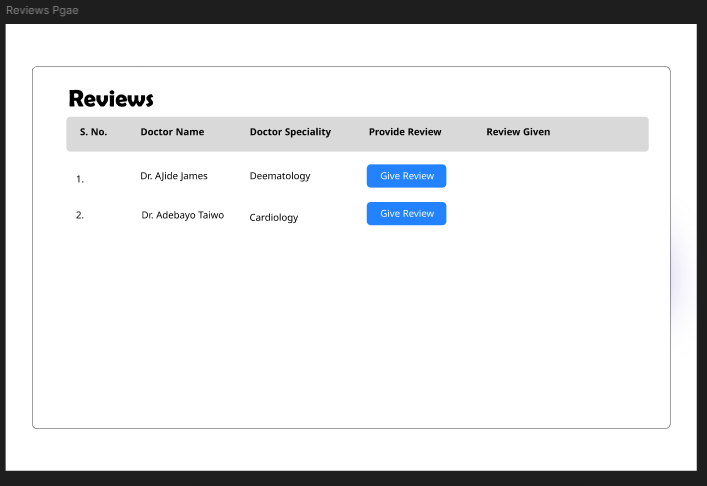 Reviews Pgae
Reviews
S. No. Doctor Name Doctor Speciality Provide Review Review Given
1. Dr. AJide James Deematology Give Review
2. Dr. Adebayo Taiwo Cardiology Give Review